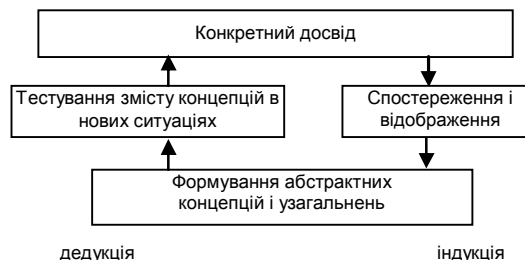 Конкретний досвід
Тестування змісту концепцій в
нових ситуаціях
Спостереження і
відображення
Формування абстрактних
концепцій і узагальнень
дедукція
індукція